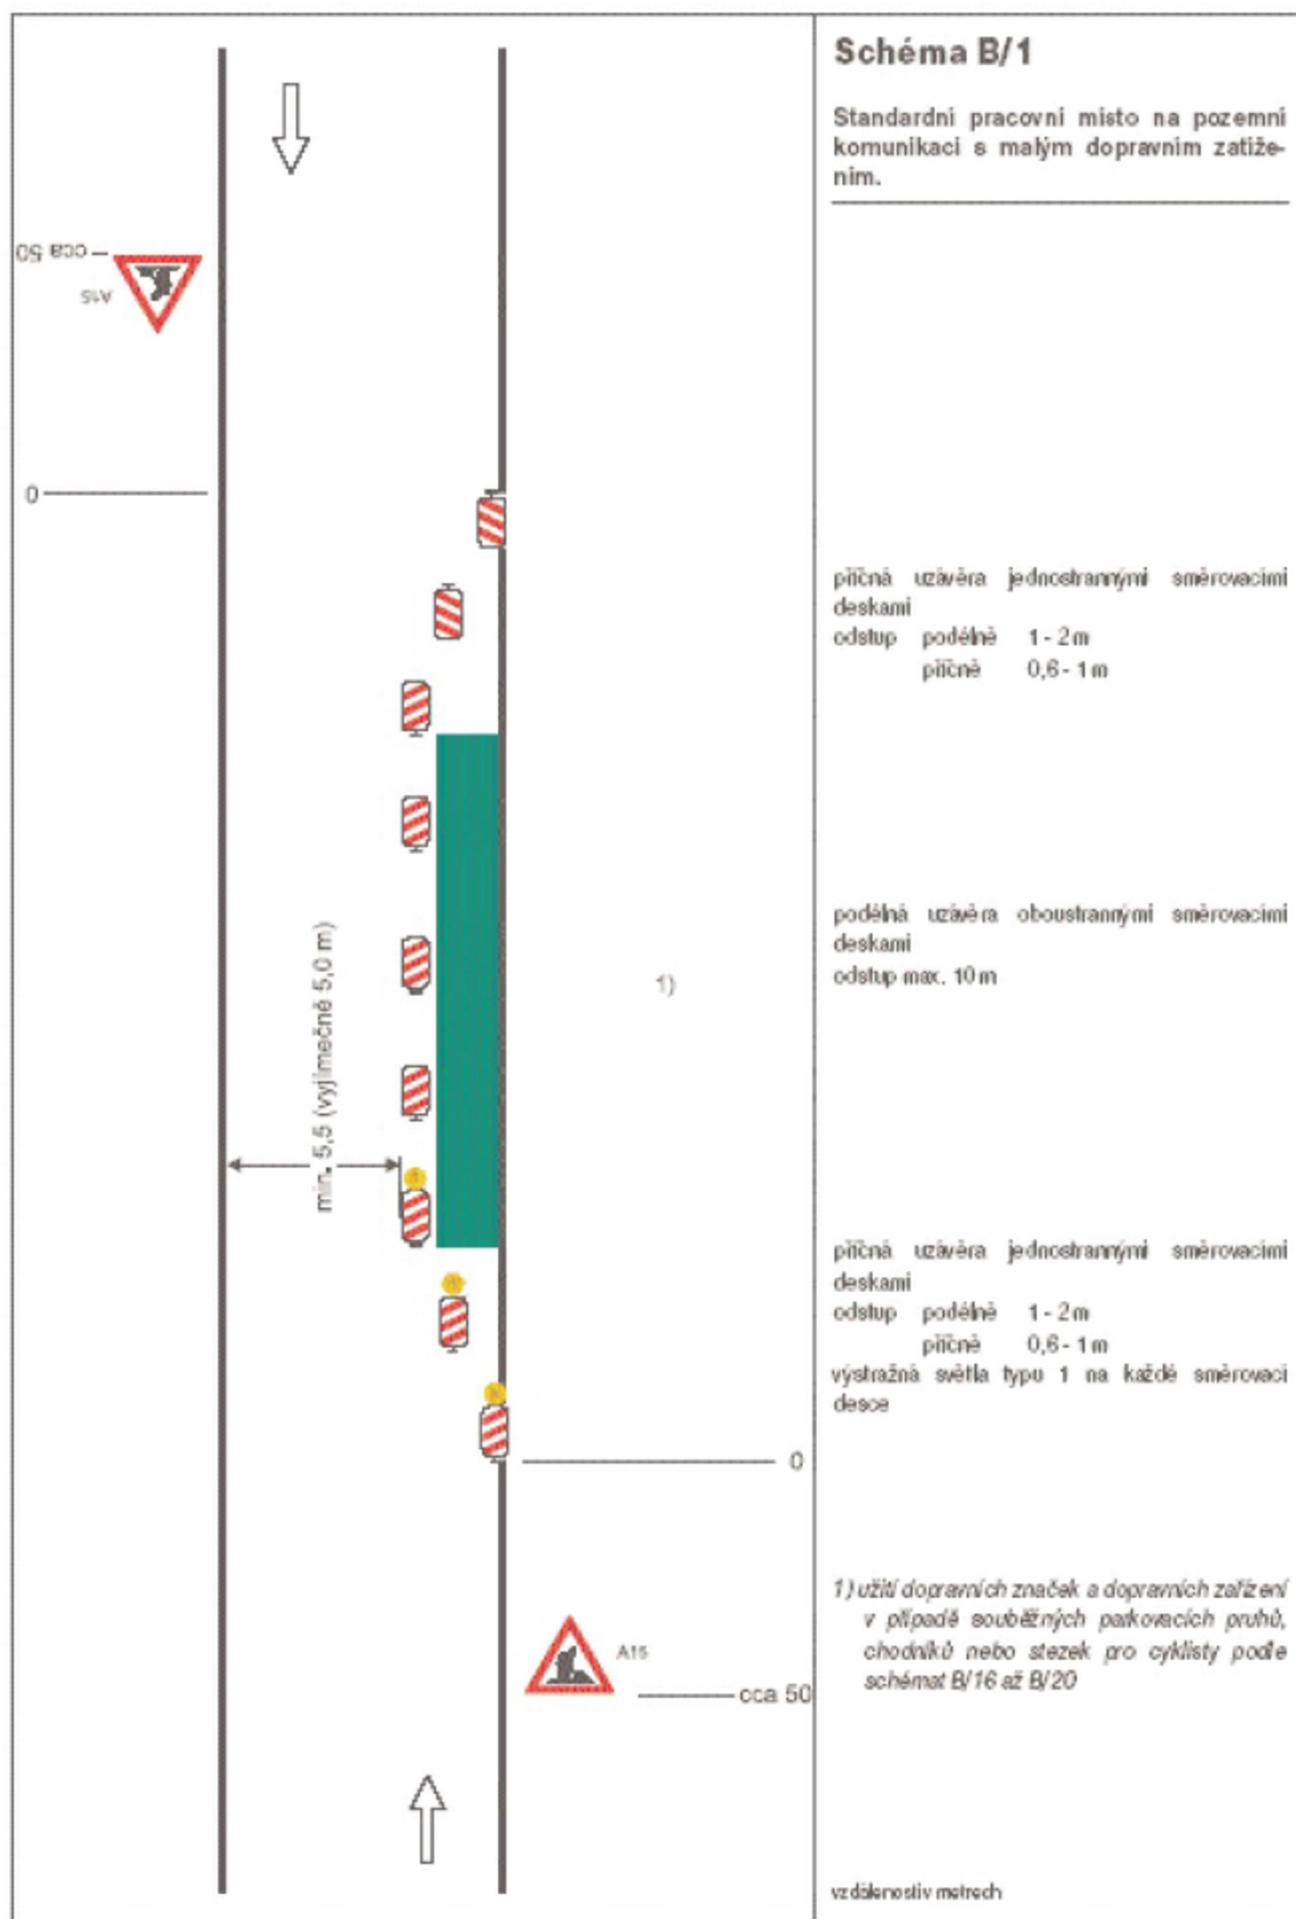 Schéma B/1
Standardní pracovní místo na pozemní
komunikaci s malým dopravním zatíže-
ním.
cca 50
A15
0
příčná uzávěra jednostrannými směrovacími
deskami
odstup podélně 1 - 2 m
příčně 0,6 - 1 m
podélná uzávěra oboustrannými směrovacími
deskami
odstup max. 10 m
1)
min. 5,5 (vyjímečně 5,0 m)
příčná uzávěra jednostrannými směrovacími
deskami
odstup podélně 1 - 2 m
příčně 0,6 - 1 m
výstražná světla typu 1 na každé směrovací
desce
0
1) užití dopravních značek a dopravních zařízení
v případě souběžných parkovacích pruhů,
chodníků nebo stezek pro cyklisty podle
schémat B/16 až B/20
A15
cca 50
vzdálenosti v metrech